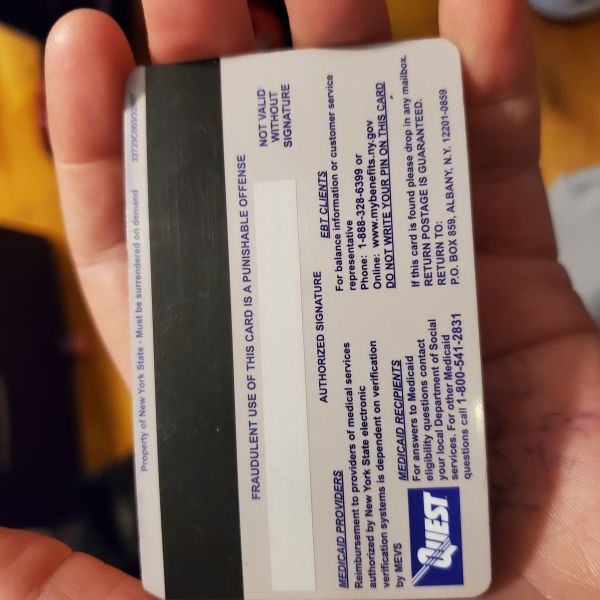 Property of New York State - Must be surrendered on demand
FRAUDULENT USE OF THIS CARD IS A PUNISHABLE OFFENSE
NOT VALID
WITHOUT
SIGNATURE
AUTHORIZED SIGNATURE
MEDICAID PROVIDERS
Reimbursement to providers of medical services
authorized by New York State electronic
verification systems is dependent on verification
by MEVS
MEDICAID RECIPIENTS
For answers to Medicaid
eligibility questions contact
your local Department of Social
services. For other Medicaid
questions call 1-800-541-2831
QUEST
EBT CLIENTS
For balance information or customer service
representative
Phone: 1-888-328-6399 or
Online: www.mybenefits.ny.gov
DO NOT WRITE YOUR PIN ON THIS CARD
If this card is found please drop in any mailbox.
RETURN POSTAGE IS GUARANTEED.
RETURN TO:
P.O. BOX 859, ALBANY, N.Y. 12201-0859